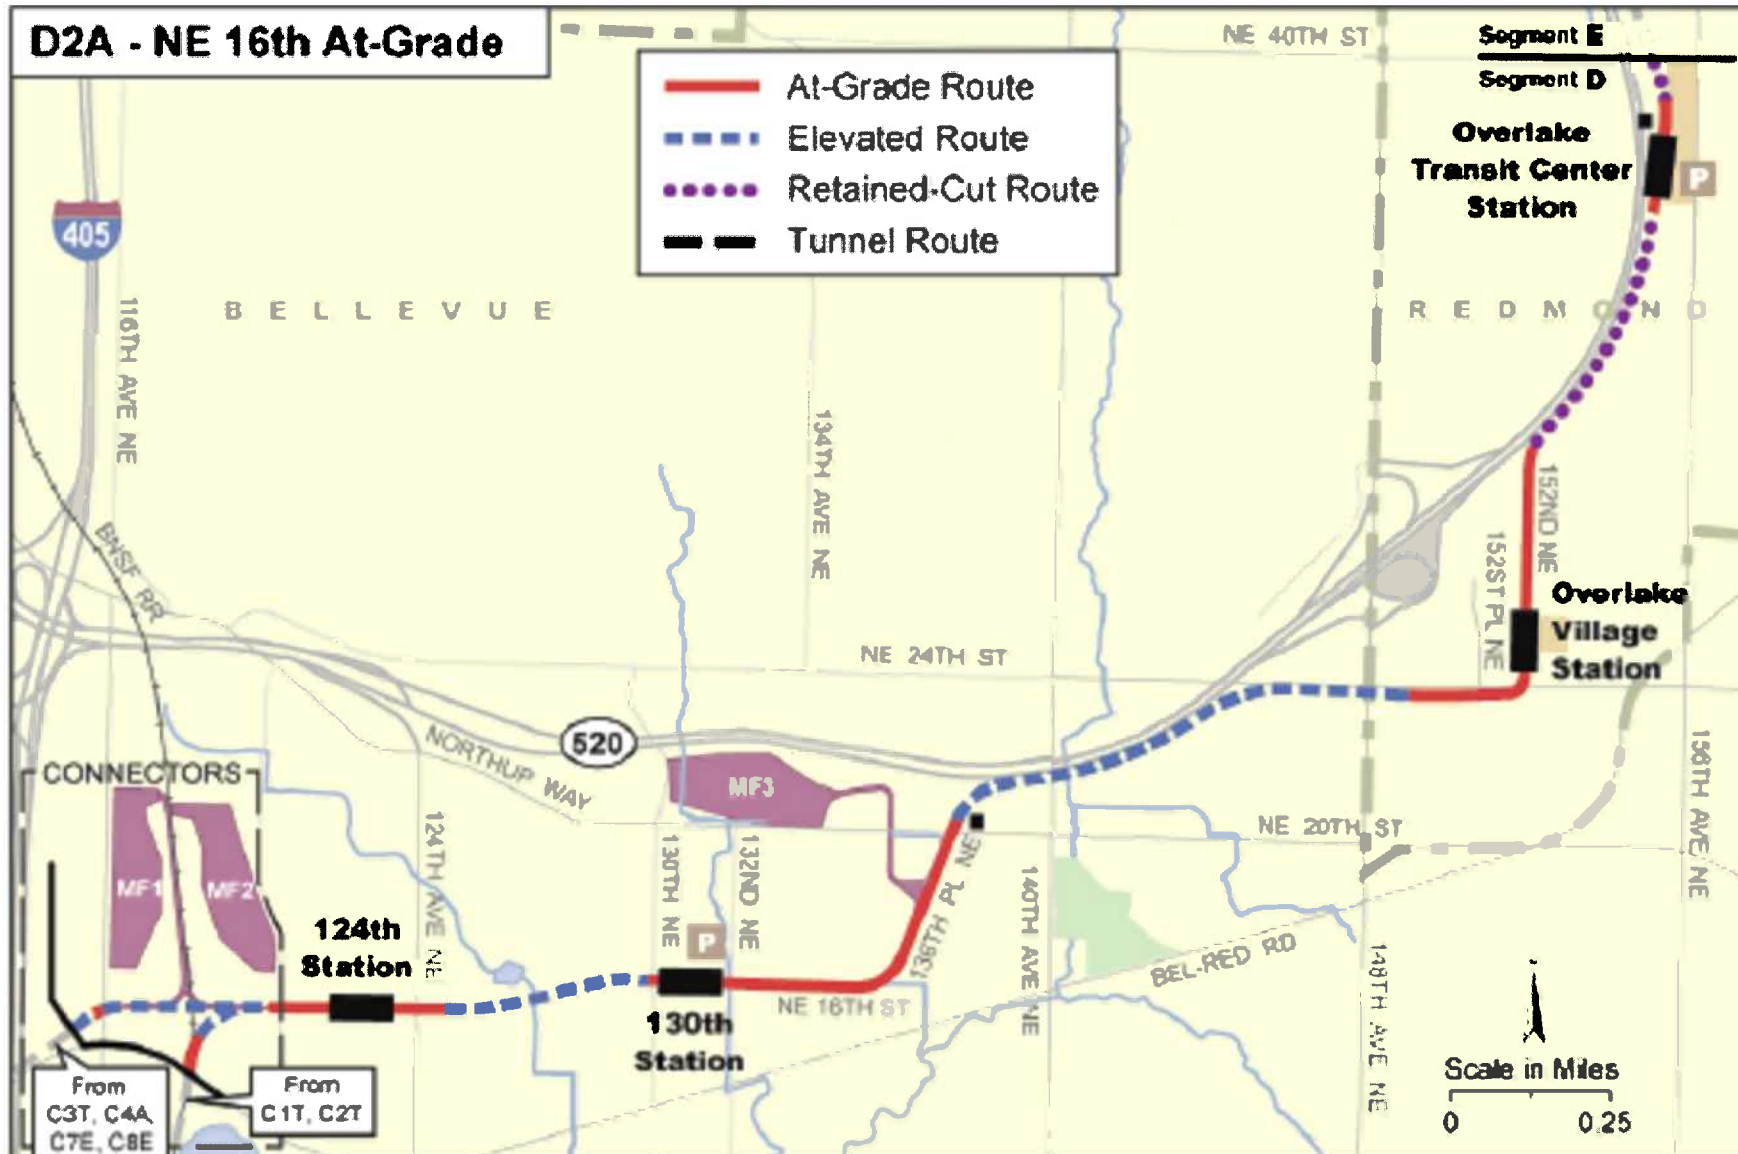 D2A - NE 16th At-Grade
NE 40TH ST
Segment E
Segment D
At-Grade Route
Elevated Route
Retained-Cut Route
Tunnel Route
Overlake
Transit Center
Station
P
405
BELLEVUE
REDMOND
116TH AVE NE
134TH AVE NE
BNSF RR
152ND NE
152ST PL NE
Overlake
Village
Station
NE 24TH ST
520
NORTHUP WAY
CONNECTORS
MF3
MF1
MF2
124TH AVE NE
130TH NE
132ND NE
136TH PL NE
140TH AVE NE
NE 20TH ST
148TH AVE NE
156TH AVE NE
BEL-RED RD
124th
Station
P
130th
Station
NE 16TH ST
From
C3T, C4A,
C7E, C8E
From
C1T, C2T
Scale in Miles
0 0.25